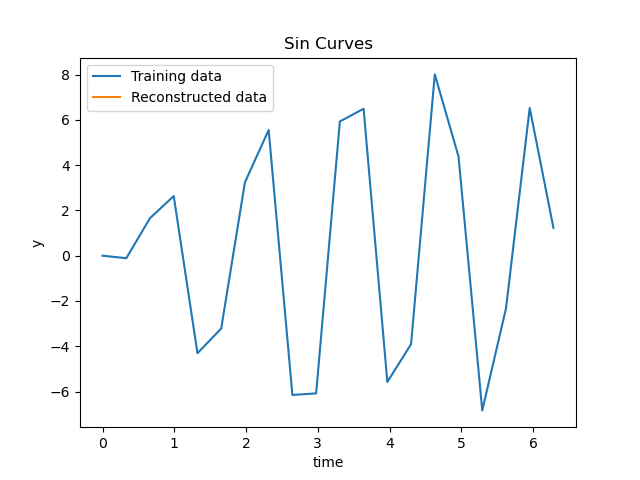 Sin Curves
Training data
Reconstructed data
8
6
4
2
0
−2
−4
−6
y
0 1 2 3 4 5 6
time